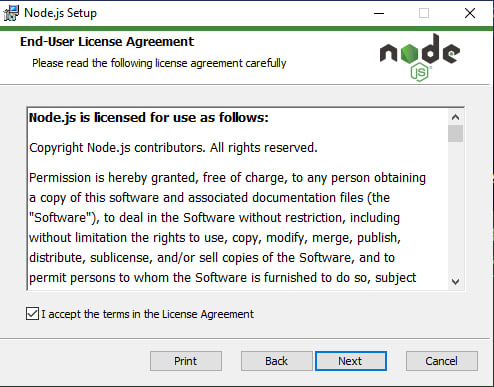 Node.js Setup
End-User License Agreement
Please read the following license agreement carefully
node
JS
Node.js is licensed for use as follows:
Copyright Node.js contributors. All rights reserved.
Permission is hereby granted, free of charge, to any person obtaining
a copy of this software and associated documentation files (the
"Software"), to deal in the Software without restriction, including
without limitation the rights to use, copy, modify, merge, publish,
distribute, sublicense, and/or sell copies of the Software, and to
permit persons to whom the Software is furnished to do so, subject
I accept the terms in the License Agreement
Print Back Next Cancel